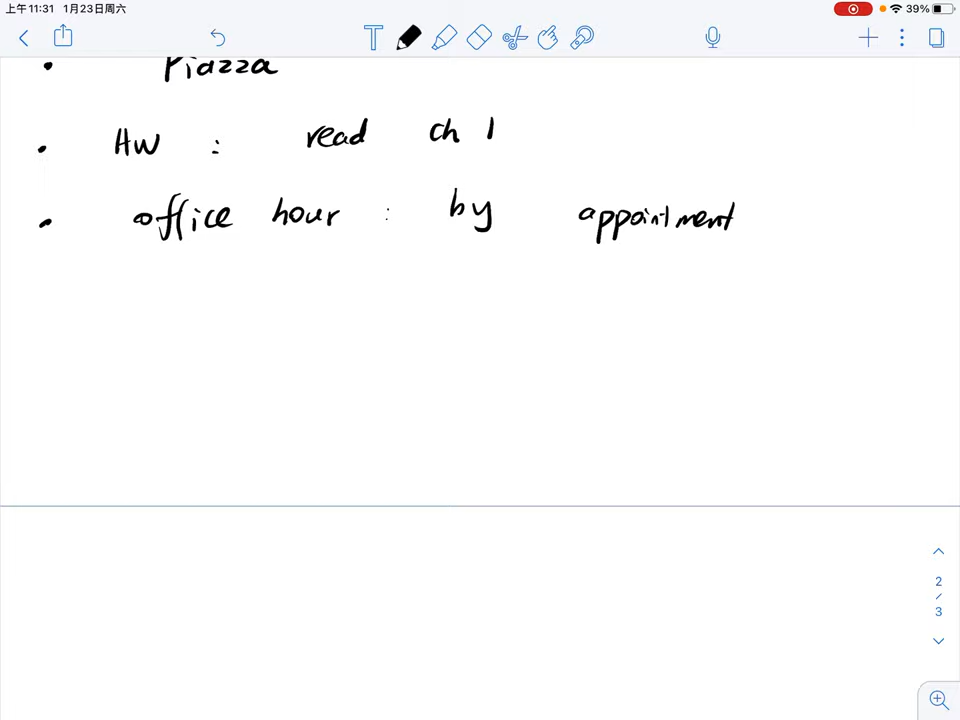 上午11:31 1月23日周六 39%
• Piazza
• HW : read ch 1
• office hour : by appointment
2
/
3